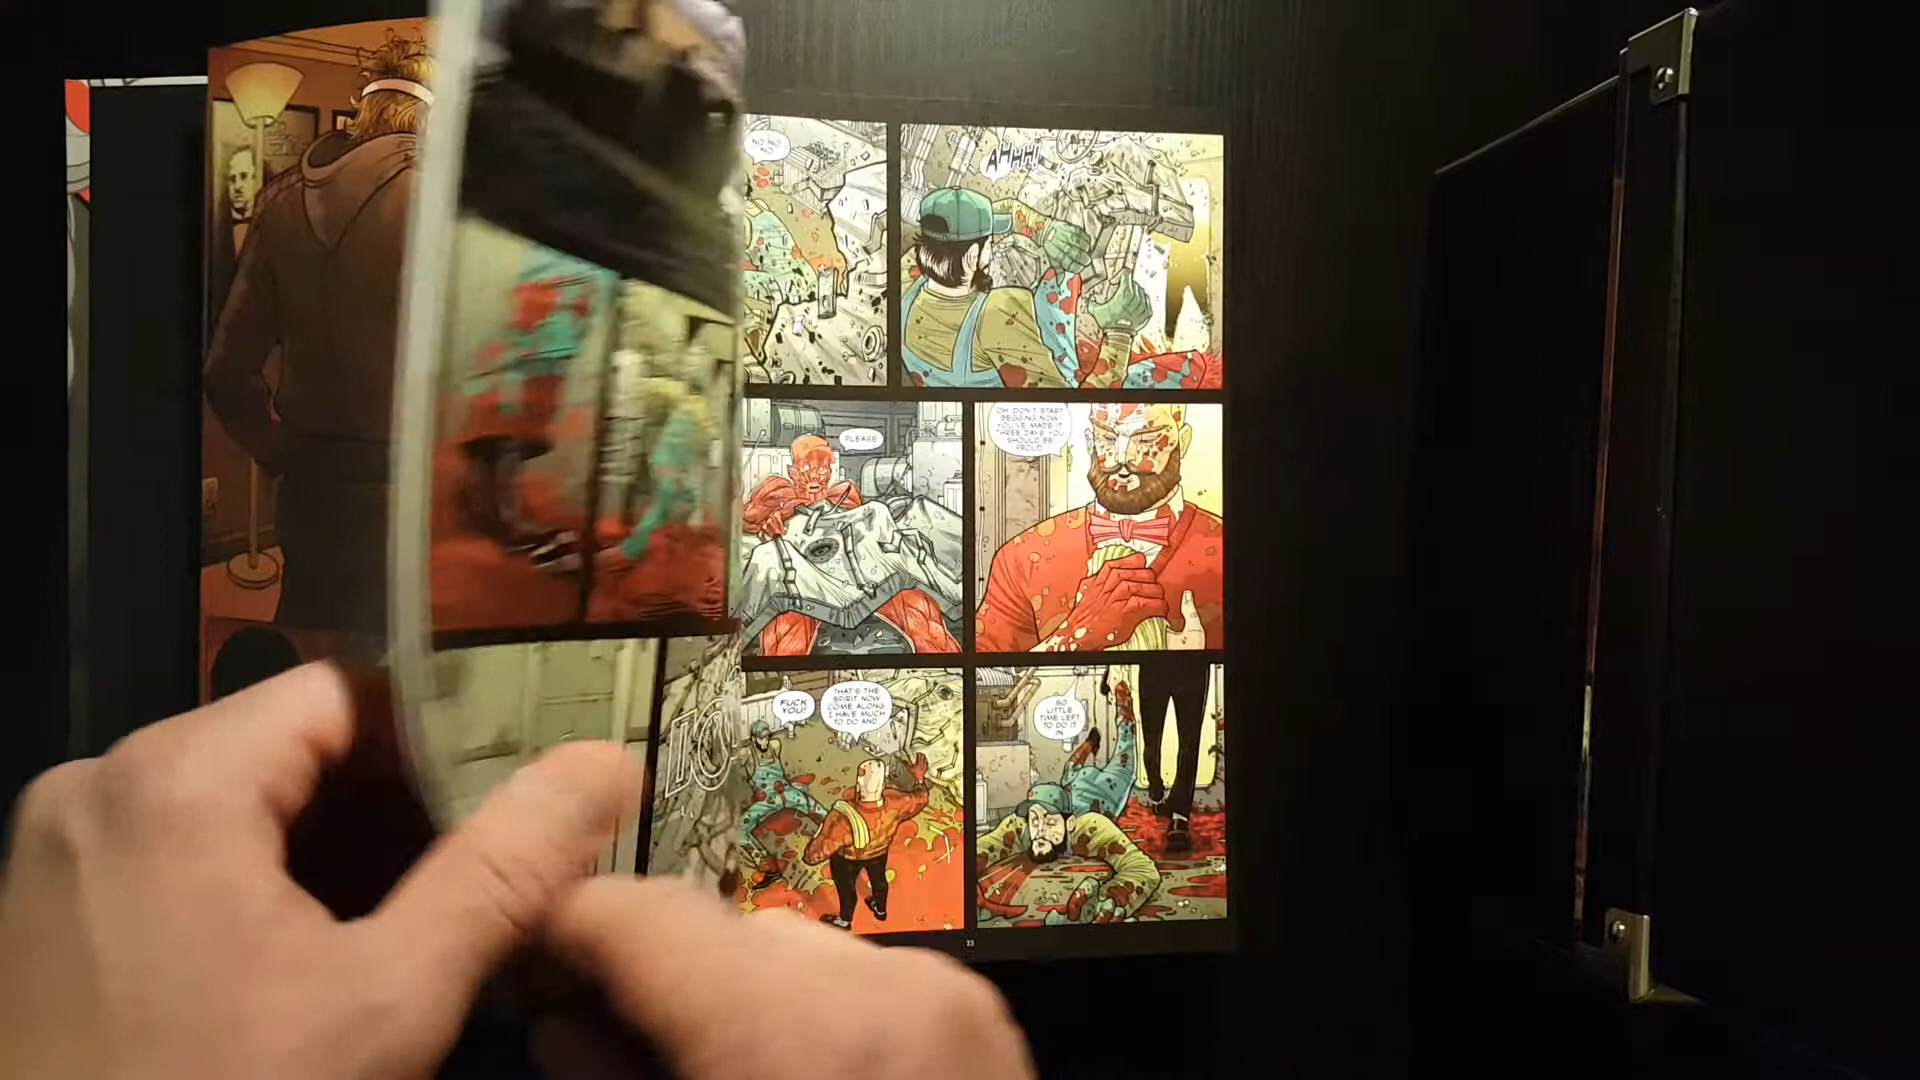 NO NO
NO
AHHH!
PLEASE
OH, DON'T START
BEGGING NOW
YOU'VE MADE IT
THREE DAYS YOU
SHOULD BE
PROUD
FUCK
YOU!
THAT'S THE
SPIRIT NOW
COME ALONG
I HAVE MUCH
TO DO AND
SO
LITTLE
TIME LEFT
TO DO IT
IN.
33